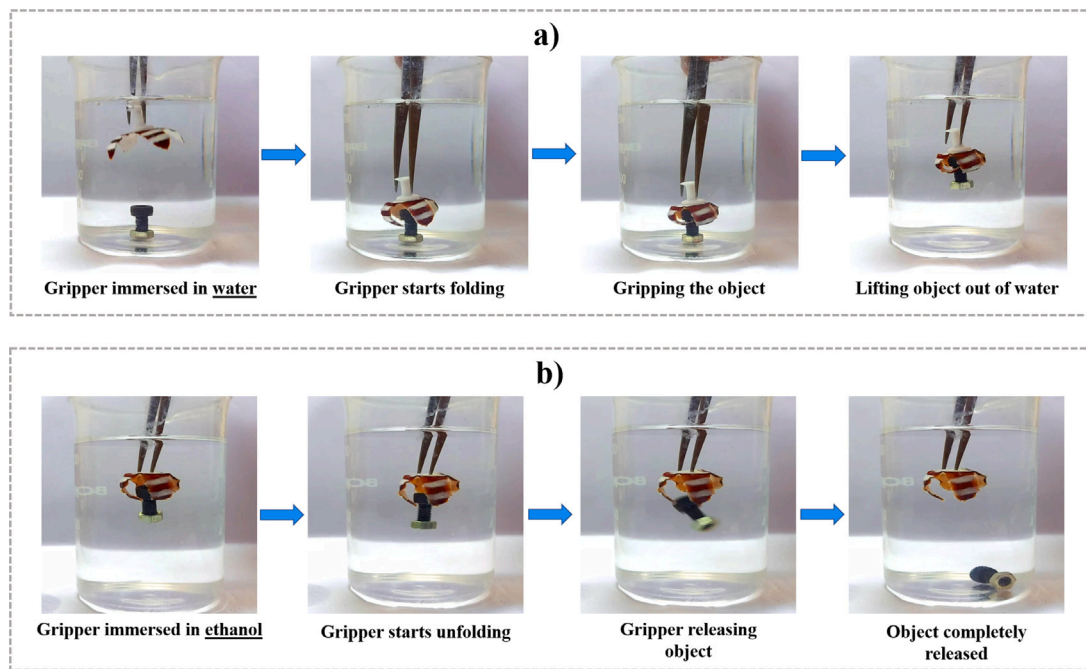 a)
Gripper immersed in water
Gripper starts folding
Gripping the object
Lifting object out of water
b)
Gripper immersed in ethanol
Gripper starts unfolding
Gripper releasing
object
Object completely
released